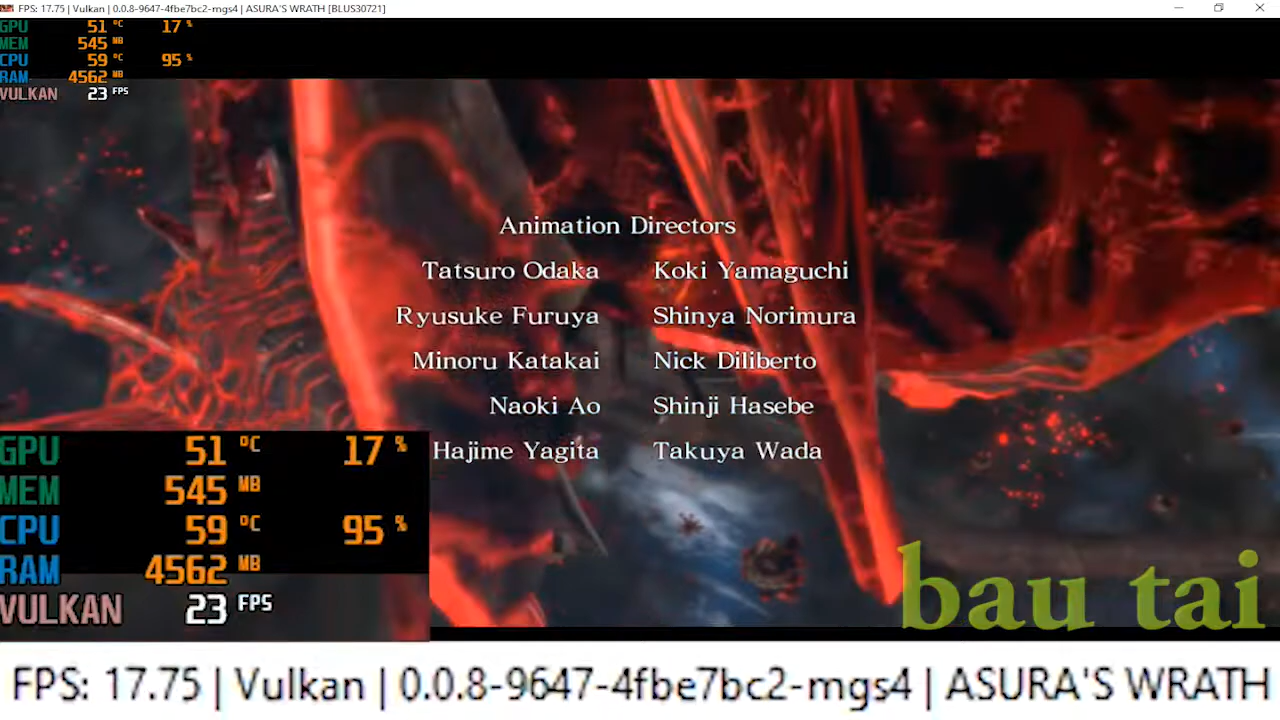 FPS: 17.75 | Vulkan | 0.0.8-9647-4fbe7bc2-mgs4 | ASURA'S WRATH [BLUS30721]
GPU 51 °C 17 %
MEM 545 MB
CPU 59 °C 95 %
RAM 4562 MB
VULKAN 23 FPS
Animation Directors
Tatsuro Odaka Koki Yamaguchi
Ryusuke Furuya Shinya Norimura
Minoru Katakai Nick Diliberto
Naoki Ao Shinji Hasebe
Hajime Yagita Takuya Wada
GPU 51 °C 17 %
MEM 545 MB
CPU 59 °C 95 %
RAM 4562 MB
VULKAN 23 FPS
bau tai
FPS: 17.75 | Vulkan | 0.0.8-9647-4fbe7bc2-mgs4 | ASURA'S WRATH